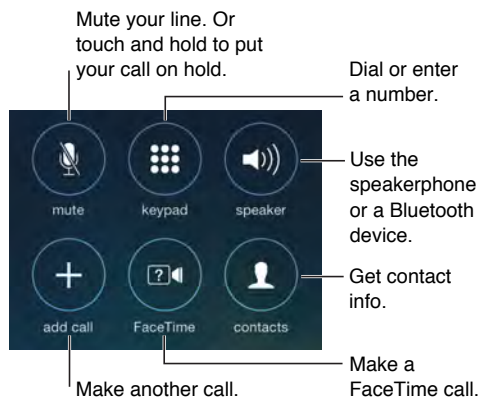 Mute your line. Or
touch and hold to put
your call on hold.
Dial or enter
a number.
mute
keypad
speaker
Use the
speakerphone
or a Bluetooth
device.
?
add call
FaceTime
contacts
Get contact
info.
Make another call.
Make a
FaceTime call.